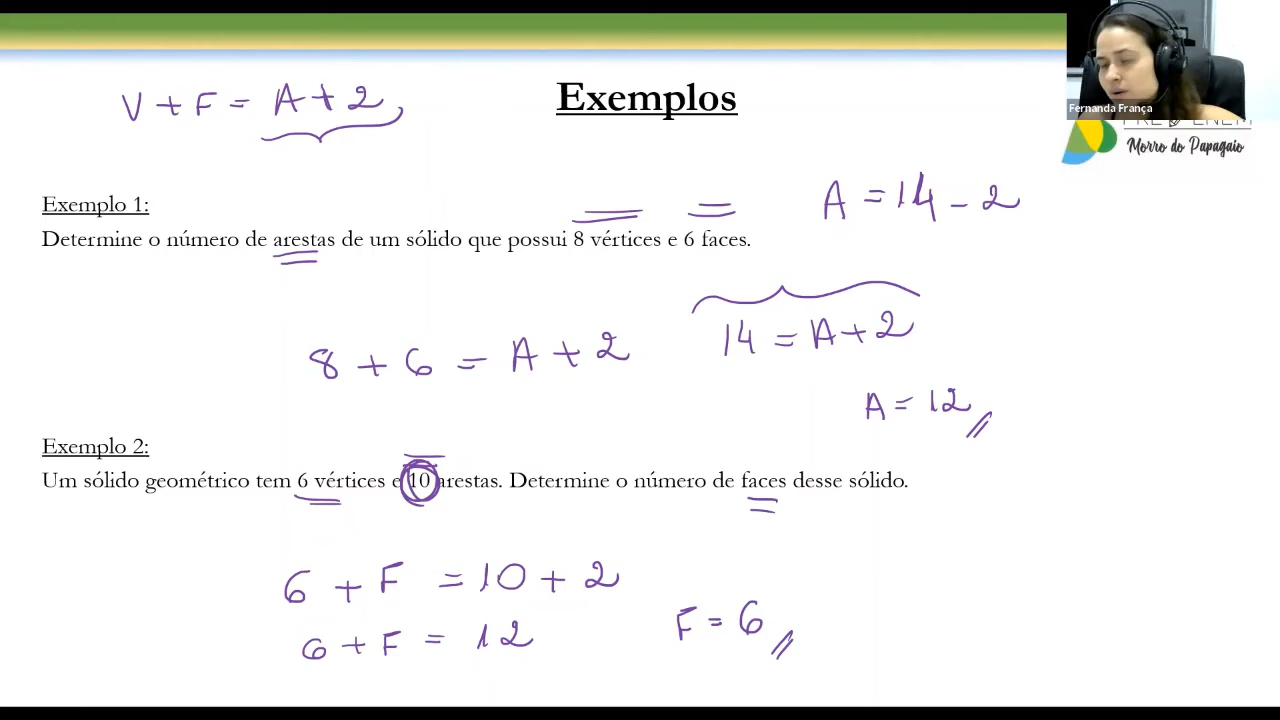 V + F = A + 2,
Exemplos
Fernanda França
PRÉ ENEM
Morro do Papagaio
A = 14 - 2
Exemplo 1:
Determine o número de arestas de um sólido que possui 8 vértices e 6 faces.
14 = A + 2
8 + 6 = A + 2
A = 12
Exemplo 2:
Um sólido geométrico tem 6 vértices e 10 arestas. Determine o número de faces desse sólido.
6 + F = 10 + 2
F = 6
6 + F = 12